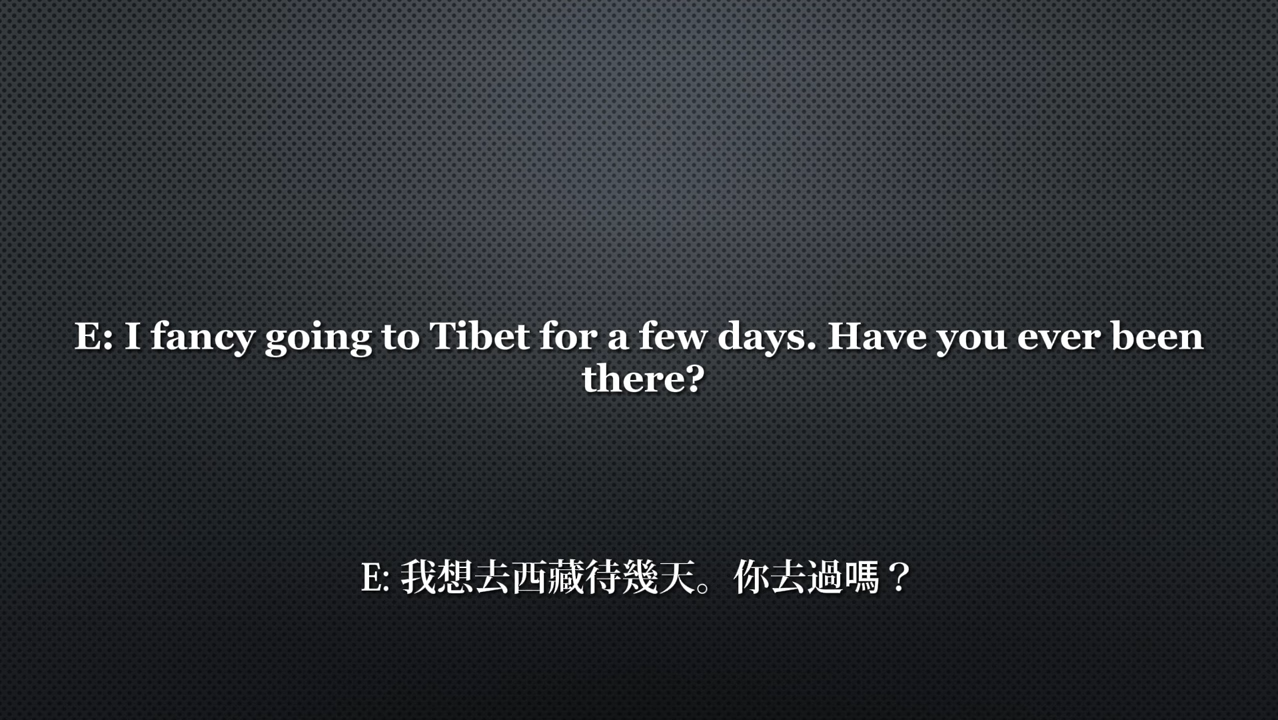 E: I fancy going to Tibet for a few days. Have you ever been
there?
E: 我想去西藏待幾天。你去過嗎？